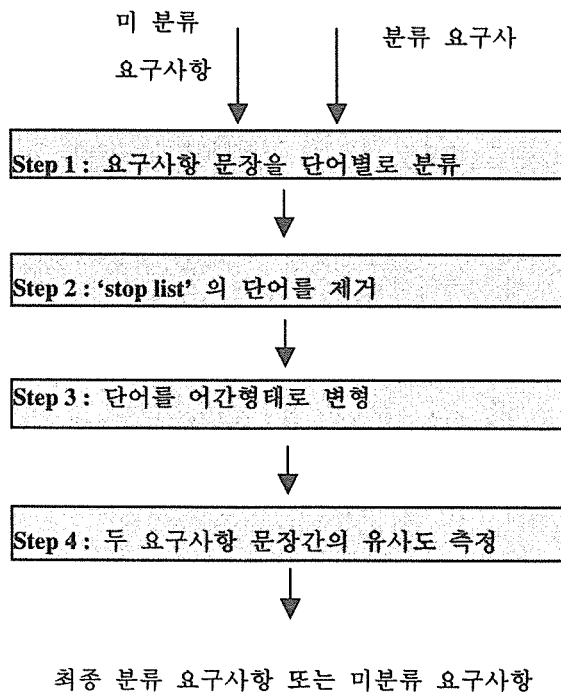 미 분류
요구사항
분류 요구사
Step 1 : 요구사항 문장을 단어별로 분류
Step 2 : ‘stop list’ 의 단어를 제거
Step 3 : 단어를 어간형태로 변형
Step 4 : 두 요구사항 문장간의 유사도 측정
최종 분류 요구사항 또는 미분류 요구사항